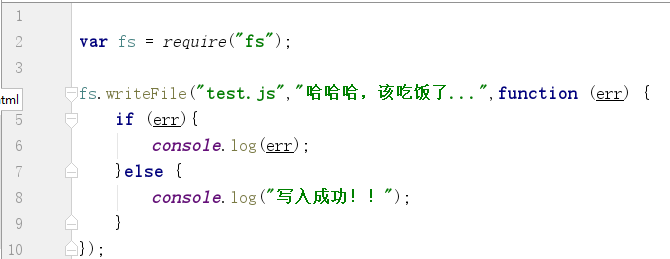 1
2 var fs = require("fs");
3
html fs.writeFile("test.js","哈哈哈，该吃饭了...",function (err) {
5 if (err){
6 console.log(err);
7 }else {
8 console.log("写入成功！！");
9 }
10 });